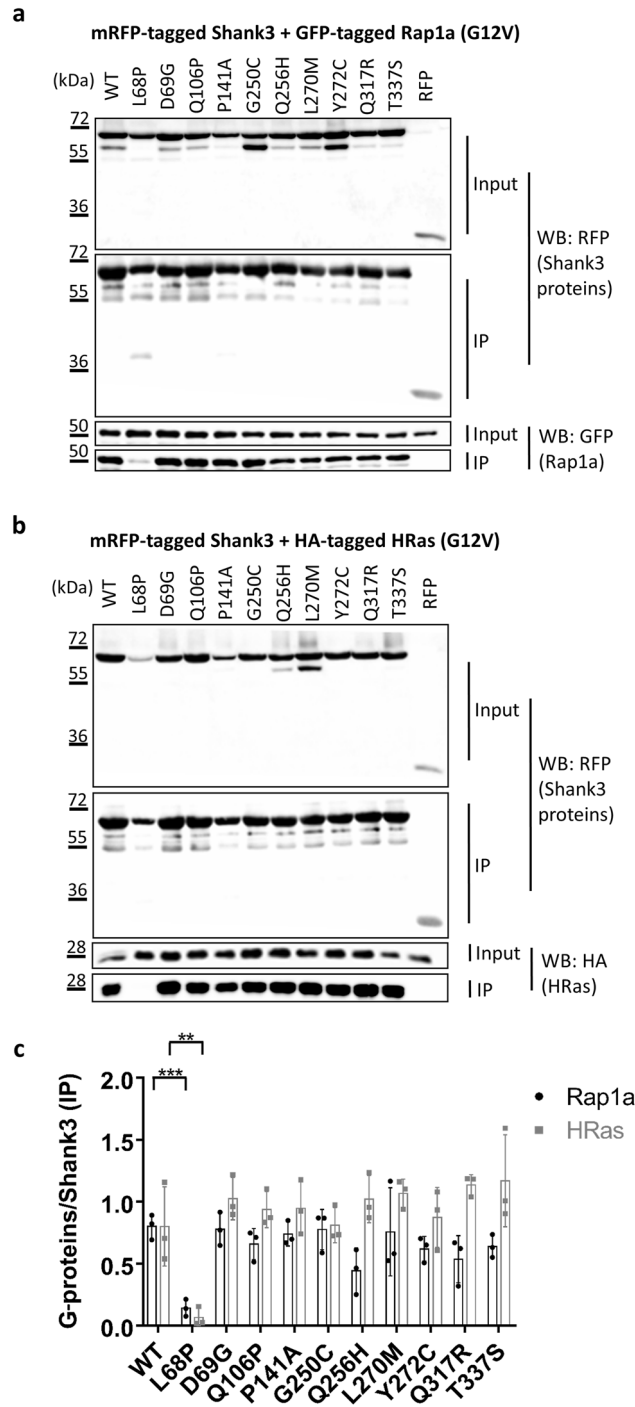 a
mRFP-tagged Shank3 + GFP-tagged Rap1a (G12V)
(kDa) WT L68P D69G Q106P P141A G250C Q256H L270M Y272C Q317R T337S RFP
72
55
36
Input
72
55
36
IP
WB: RFP
(Shank3
proteins)
50
Input
50
IP
WB: GFP
(Rap1a)
b
mRFP-tagged Shank3 + HA-tagged HRas (G12V)
(kDa) WT L68P D69G Q106P P141A G250C Q256H L270M Y272C Q317R T337S RFP
72
55
36
Input
72
55
36
IP
WB: RFP
(Shank3
proteins)
28
Input
28
IP
WB: HA
(HRas)
c
**
***
G-proteins/Shank3 (IP)
2.0
1.5
1.0
0.5
0.0
Rap1a
HRas
WT L68P D69G Q106P P141A G250C Q256H L270M Y272C Q317R T337S